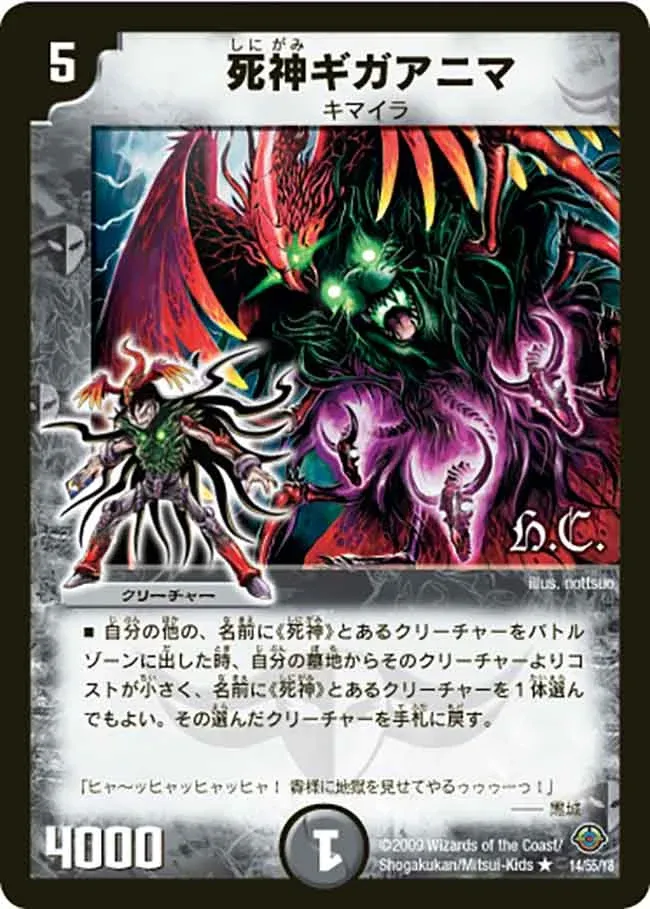 5
しにがみ
死神ギガアニマ
キマイラ
H.C.
illus. nottsuo
クリーチャー
■ 自分の他の、名前に《死神》とあるクリーチャーをバトル
ゾーンに出した時、自分の墓地からそのクリーチャーよりコ
ストが小さく、名前に《死神》とあるクリーチャーを1体選ん
でもよい。その選んだクリーチャーを手札に戻す。
「ヒャ〜ッヒャッヒャッヒャ! 貴様に地獄を見せてやるゥゥゥーっ!」
—— 黒城
4000
1
©2009 Wizards of the Coast/
Shogakukan/Mitsui-Kids ★ 14/55/Y8